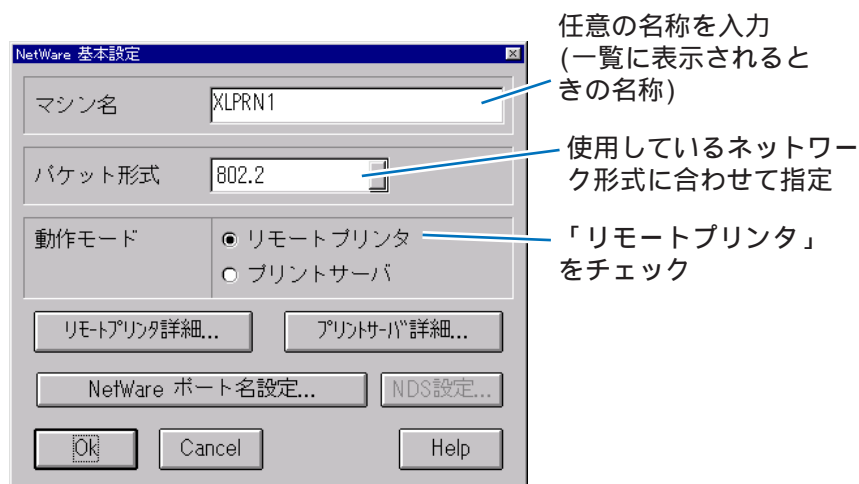 任意の名称を入力
(一覧に表示されると
きの名称)
NetWare 基本設定
マシン名
XLPRN1
使用しているネットワー
ク形式に合わせて指定
パケット形式
802.2
動作モード
リモートプリンタ
プリントサーバ
「リモートプリンタ」
をチェック
ﾘﾓｰﾄﾌﾟﾘﾝﾀ詳細...
ﾌﾟﾘﾝﾄｻｰﾊﾞ詳細...
NetWare ポート名設定...
NDS設定...
Ok
Cancel
Help